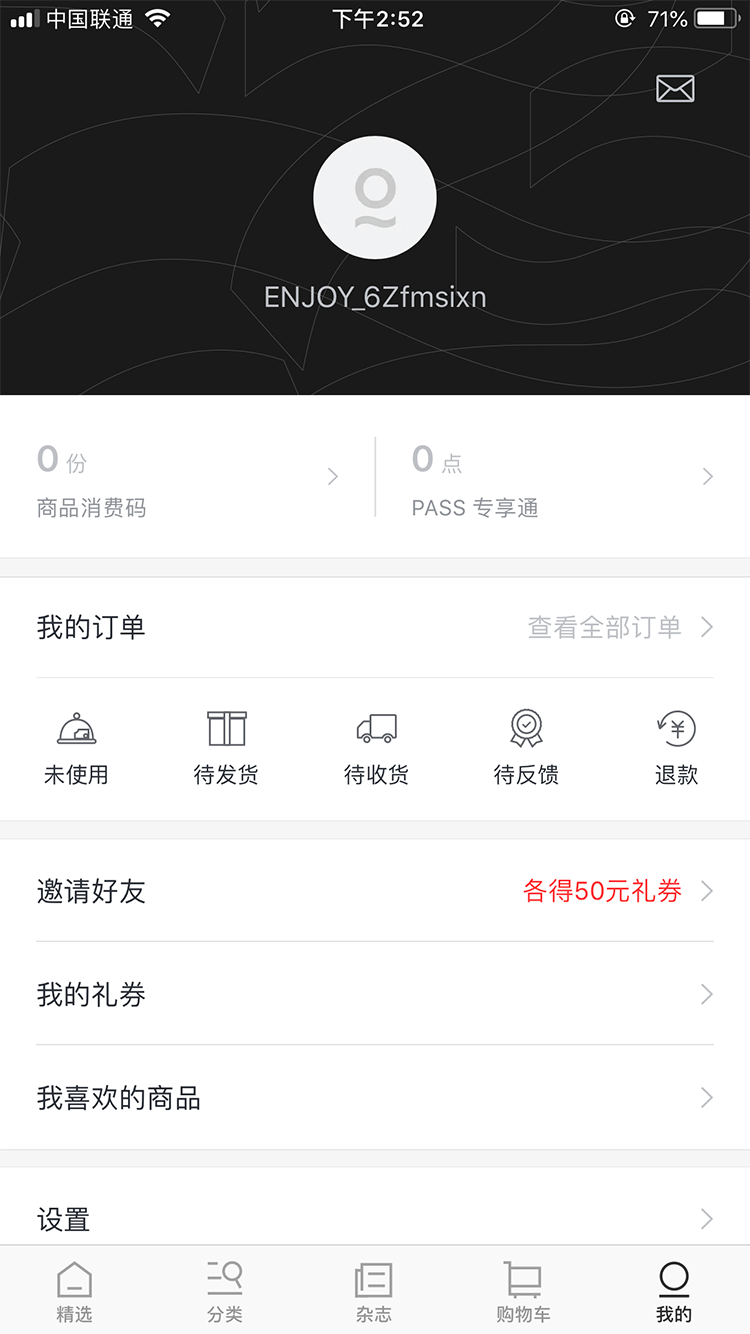 中国联通 下午2:52 71%
ENJOY_6Zfmsixn
0份 0点
商品消费码 PASS 专享通
我的订单 查看全部订单
未使用 待发货 待收货 待反馈 退款
邀请好友 各得50元礼券
我的礼券
我喜欢的商品
设置
精选 分类 杂志 购物车 我的